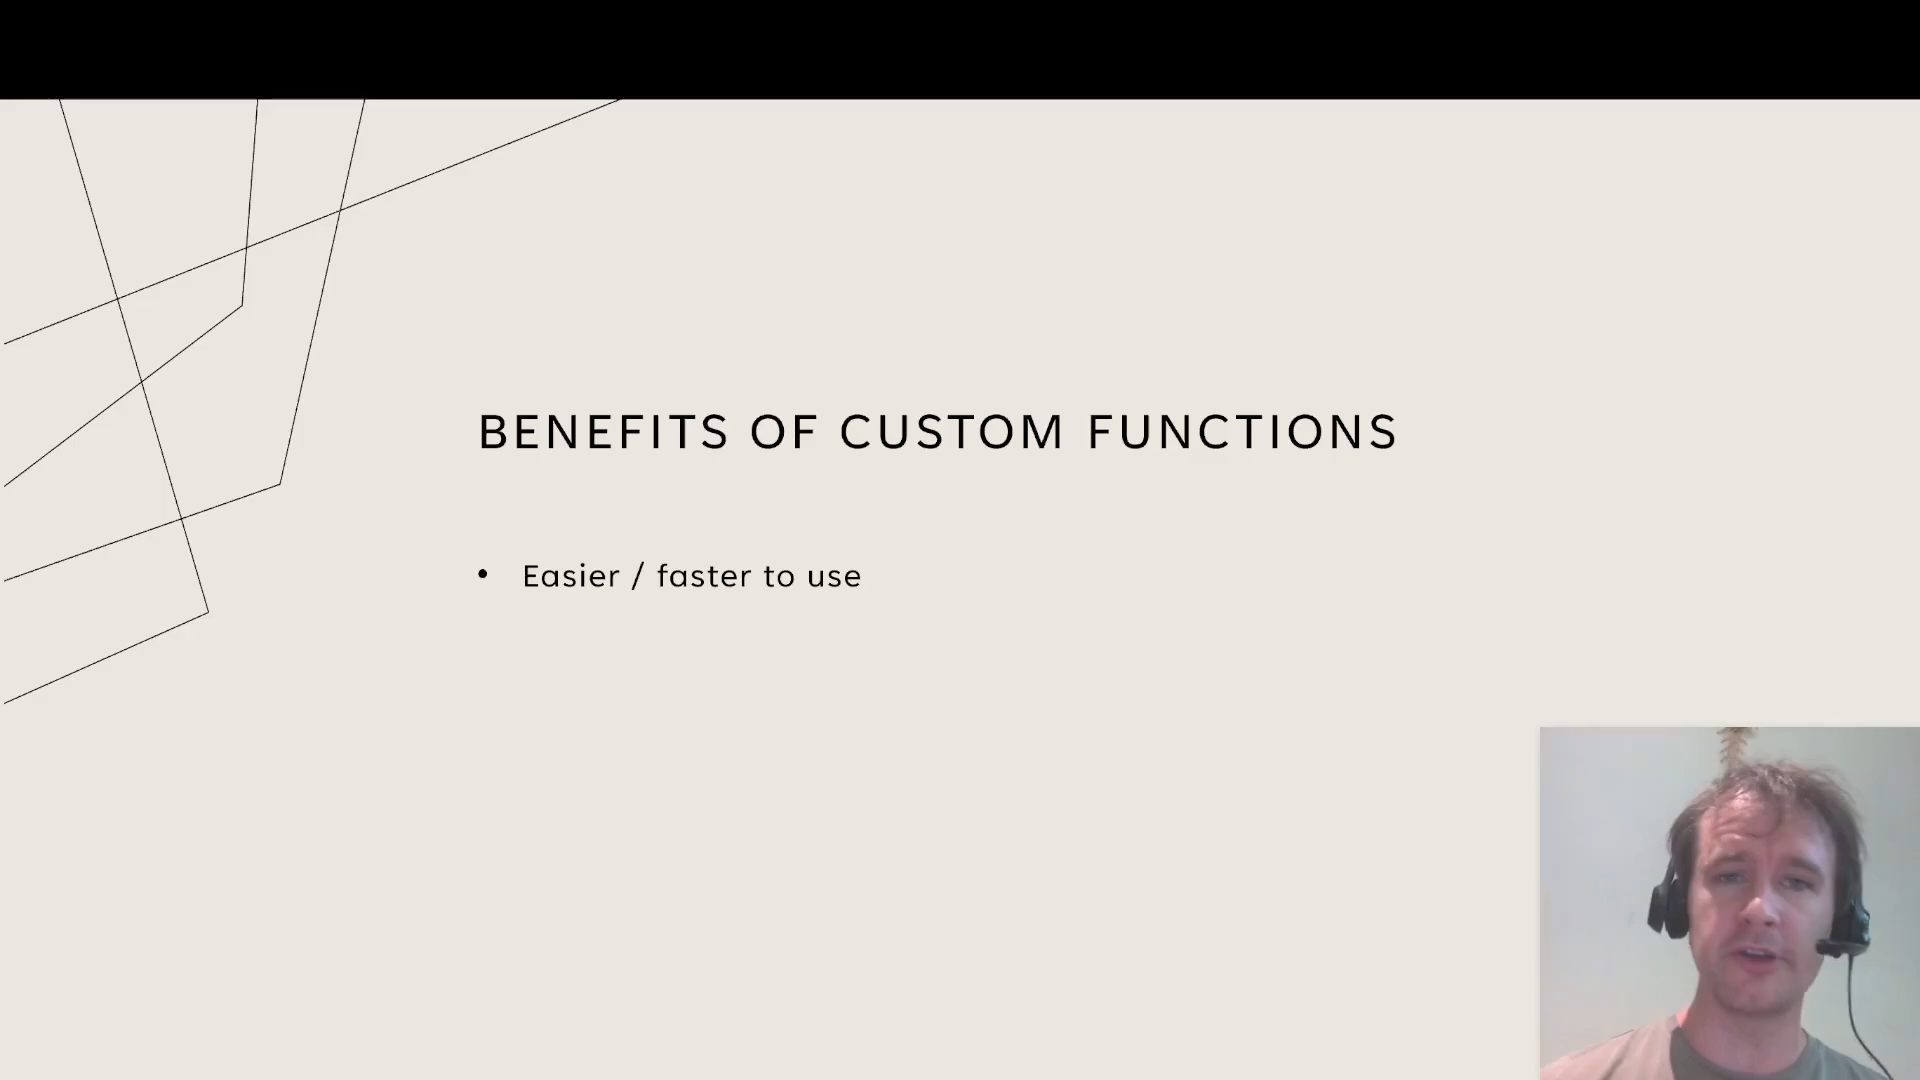 BENEFITS OF CUSTOM FUNCTIONS
• Easier / faster to use